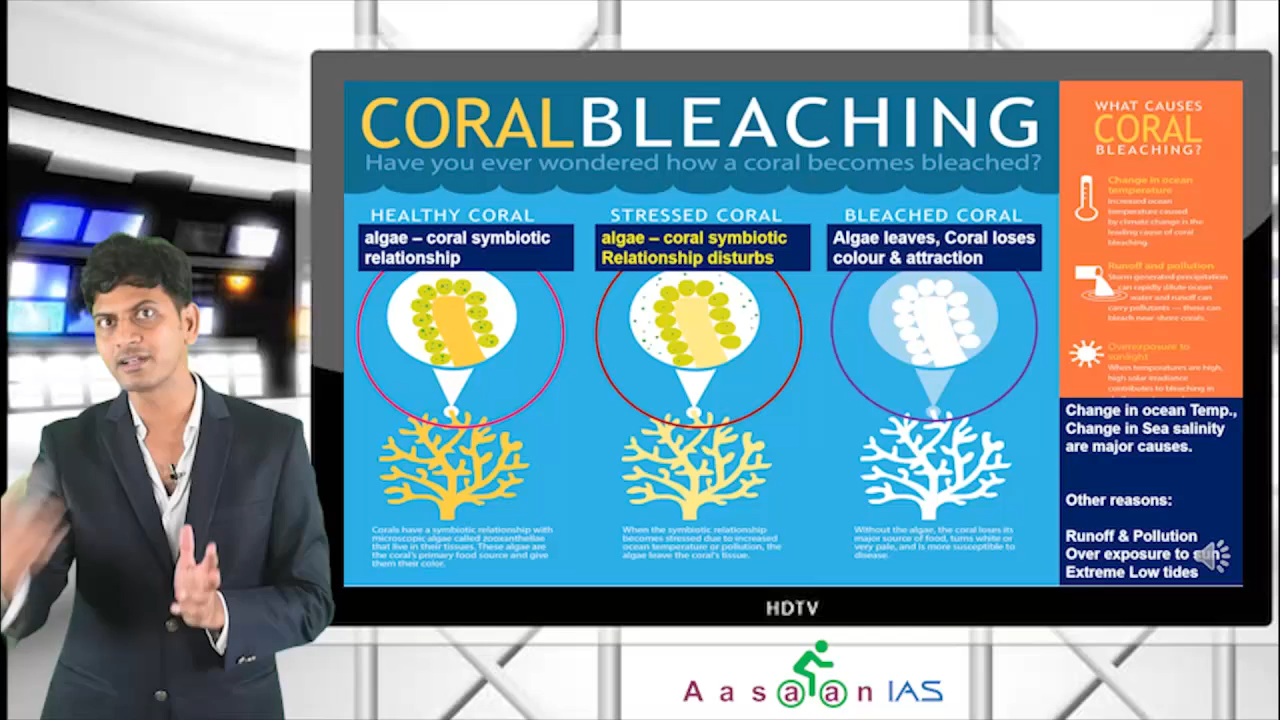 CORAL BLEACHING
Have you ever wondered how a coral becomes bleached?
HEALTHY CORAL
algae – coral symbiotic
relationship
Corals have a symbiotic relationship with
microscopic algae called zooxanthellae
that live in their tissues. These algae are
the coral's primary food source and give
them their color.
STRESSED CORAL
algae – coral symbiotic
Relationship disturbs
When the symbiotic relationship
becomes stressed due to increased
ocean temperature or pollution, the
algae leave the coral's tissue.
BLEACHED CORAL
Algae leaves, Coral loses
colour & attraction
Without the algae, the coral loses its
major source of food, turns white or
very pale, and is more susceptible to
disease.
WHAT CAUSES
CORAL
BLEACHING?
Change in ocean
temperature
Increased ocean
temperature caused
by climate change is the
leading cause of coral
bleaching.
Runoff and pollution
Storm generated precipitation
can rapidly dilute ocean
water and runoff can
carry pollutants — these can
bleach near-shore corals.
Overexposure to
sunlight
When temperatures are high,
high solar irradiance
contributes to bleaching in
Change in ocean Temp.,
Change in Sea salinity
are major causes.
Other reasons:
Runoff & Pollution
Over exposure to sun
Extreme Low tides
HDTV
Aasaan IAS